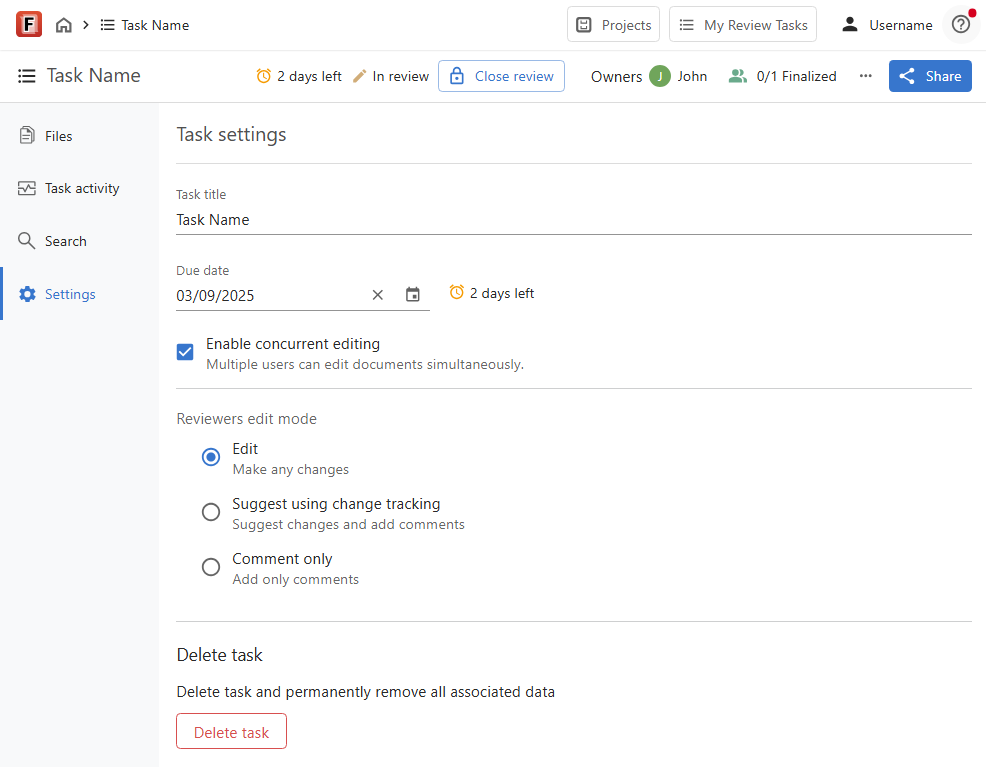 F Task Name Projects My Review Tasks Username
Task Name 2 days left In review Close review Owners J John 0/1 Finalized Share
Files
Task activity
Search
Settings
Task settings
Task title
Task Name
Due date
03/09/2025 2 days left
Enable concurrent editing
Multiple users can edit documents simultaneously.
Reviewers edit mode
Edit
Make any changes
Suggest using change tracking
Suggest changes and add comments
Comment only
Add only comments
Delete task
Delete task and permanently remove all associated data
Delete task